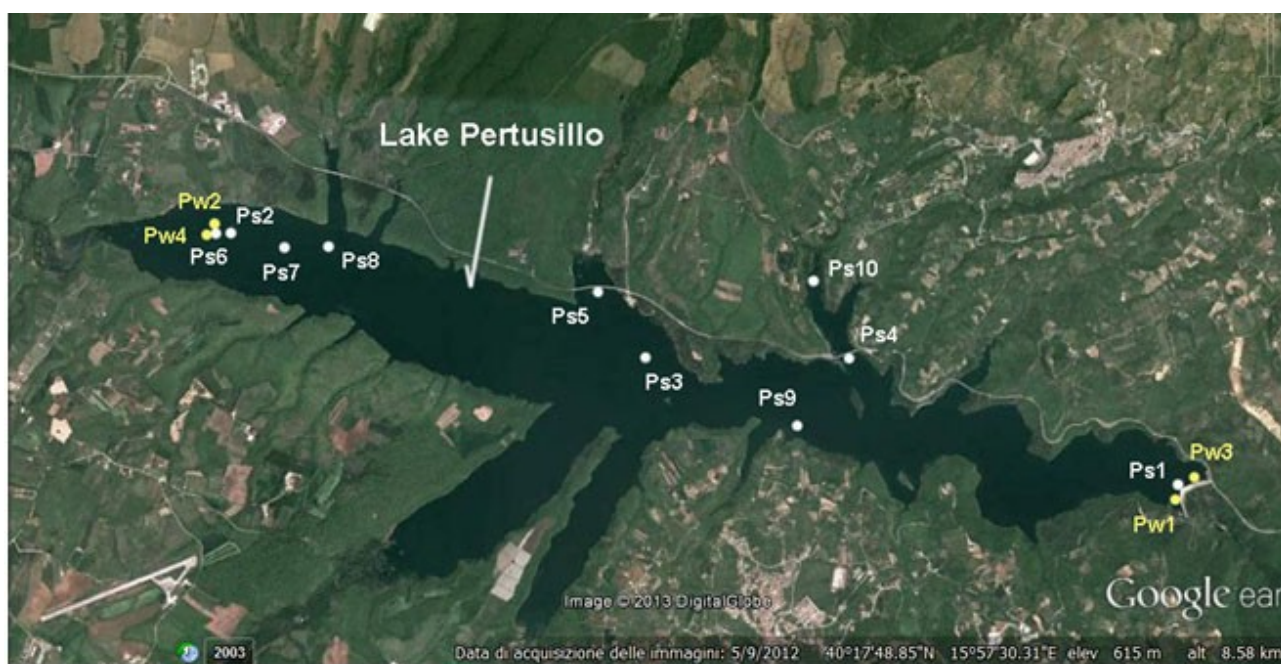 Lake Pertusillo
Pw2
Ps2
Pw4
Ps6
Ps7
Ps8
Ps10
Ps5
Ps4
Ps3
Ps9
Pw3
Ps1
Pw1
Image © 2013 DigitalGlobe
Google ear
2003
Data di acquisizione delle immagini: 5/9/2012 40°17'48.85"N 15°57'30.31"E elev 615 m alt 8.58 km